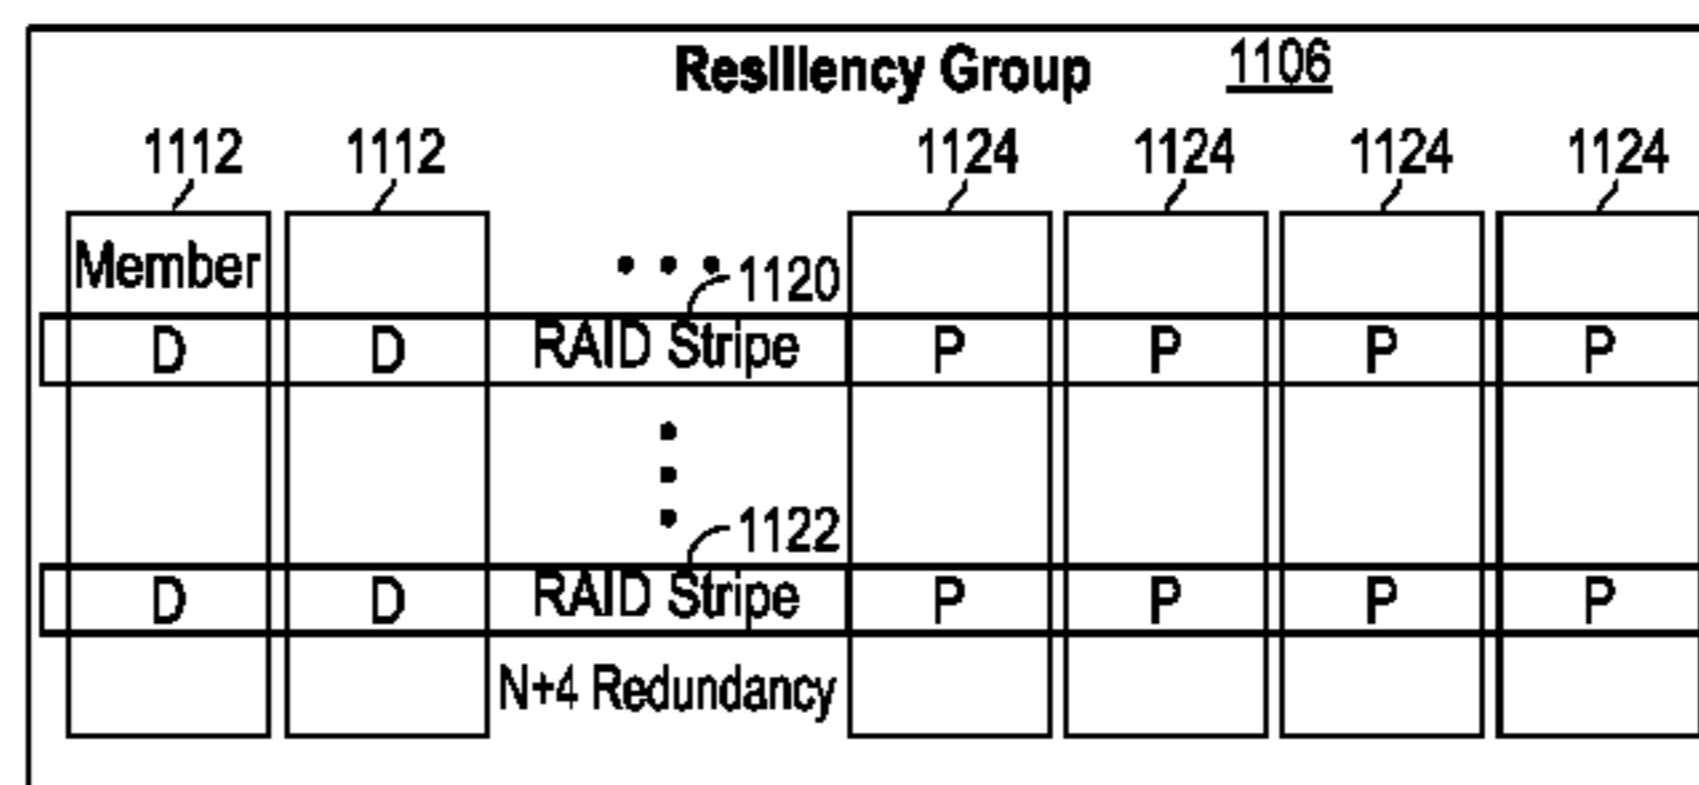 Resiliency Group 1106
1112 1112 1124 1124 1124 1124
Member
1120
D D RAID Stripe P P P P
1122
D D RAID Stripe P P P P
N+4 Redundancy